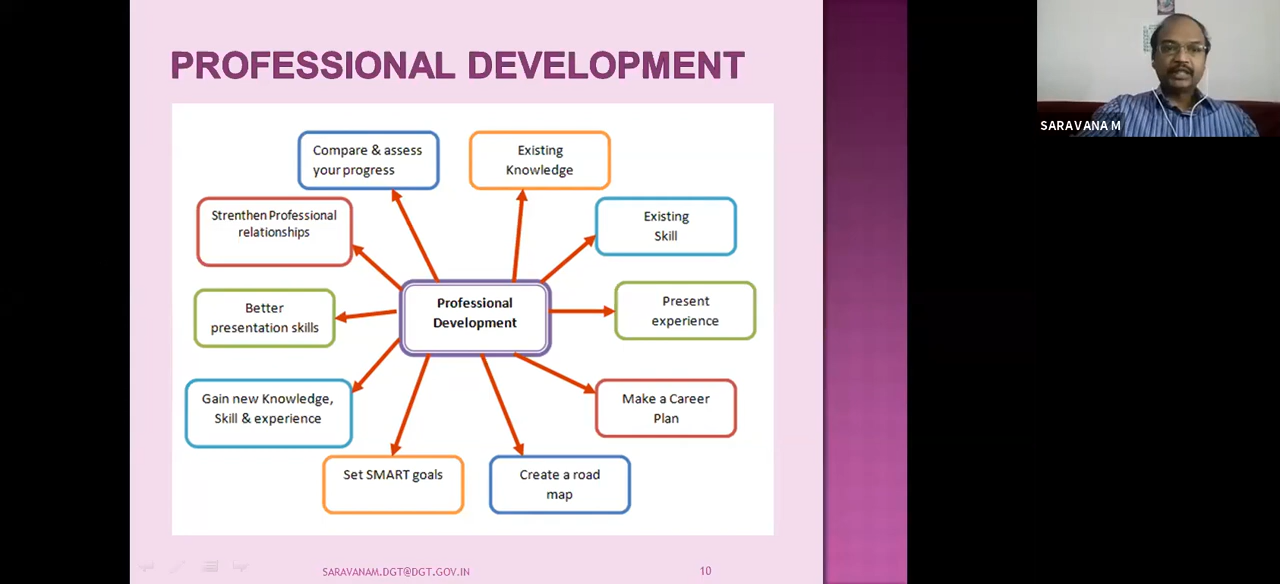 PROFESSIONAL DEVELOPMENT
SARAVANA M
Compare & assess
your progress
Existing
Knowledge
Strenthen Professional
relationships
Existing
Skill
Better
presentation skills
Professional
Development
Present
experience
Gain new Knowledge,
Skill & experience
Make a Career
Plan
Set SMART goals
Create a road
map
SARAVANAM.DGT@DGT.GOV.IN
10